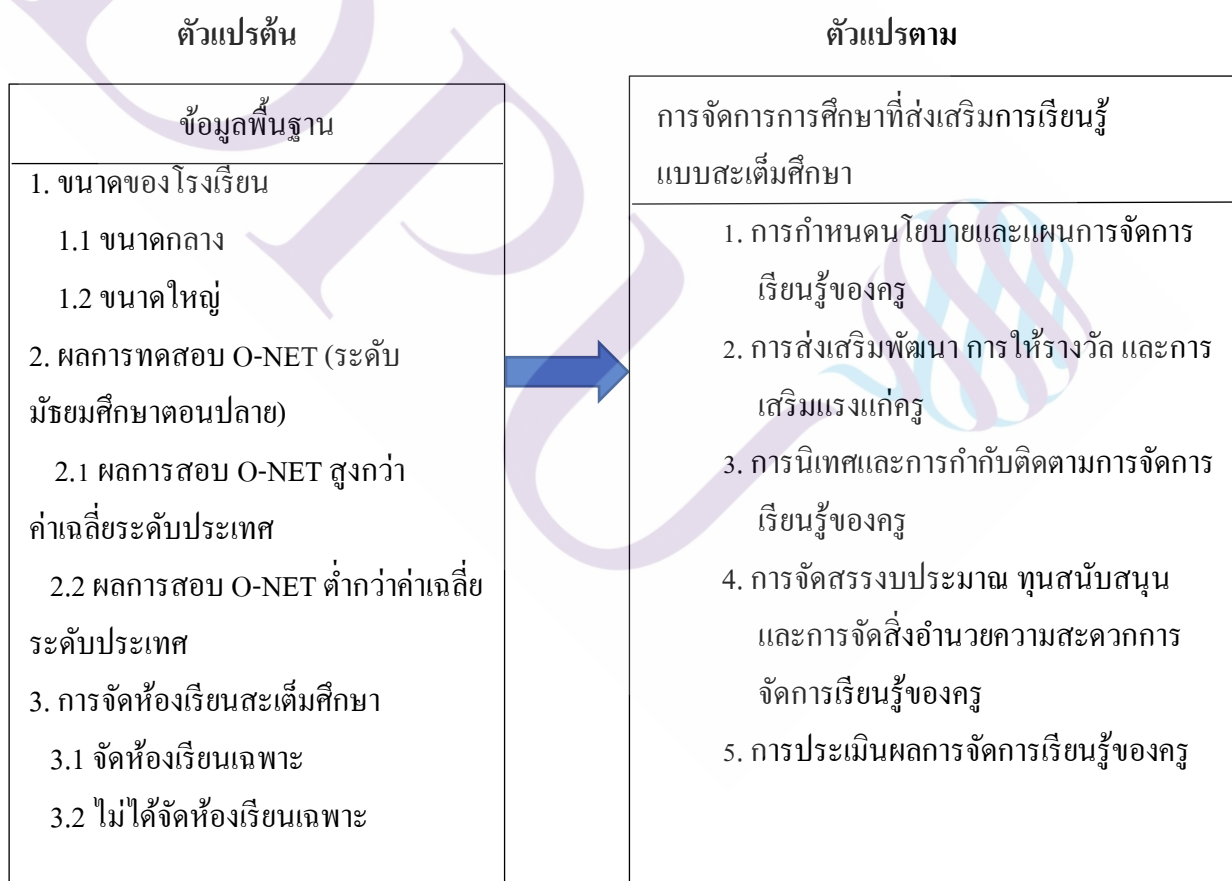 ตัวแปรต้น
ข้อมูลพื้นฐาน
1. ขนาดของโรงเรียน
1.1 ขนาดกลาง
1.2 ขนาดใหญ่
2. ผลการทดสอบ O-NET (ระดับ
มัธยมศึกษาตอนปลาย)
2.1 ผลการสอบ O-NET สูงกว่า
ค่าเฉลี่ยระดับประเทศ
2.2 ผลการสอบ O-NET ต่ำกว่าค่าเฉลี่ย
ระดับประเทศ
3. การจัดห้องเรียนสะเต็มศึกษา
3.1 จัดห้องเรียนเฉพาะ
3.2 ไม่ได้จัดห้องเรียนเฉพาะ
ตัวแปรตาม
การจัดการการศึกษาที่ส่งเสริมการเรียนรู้
แบบสะเต็มศึกษา
1. การกำหนดนโยบายและแผนการจัดการ
เรียนรู้ของครู
2. การส่งเสริมพัฒนา การให้รางวัล และการ
เสริมแรงแก่ครู
3. การนิเทศและการกำกับติดตามการจัดการ
เรียนรู้ของครู
4. การจัดสรรงบประมาณ ทุนสนับสนุน
และการจัดสิ่งอำนวยความสะดวกการ
จัดการเรียนรู้ของครู
5. การประเมินผลการจัดการเรียนรู้ของครู
DPU